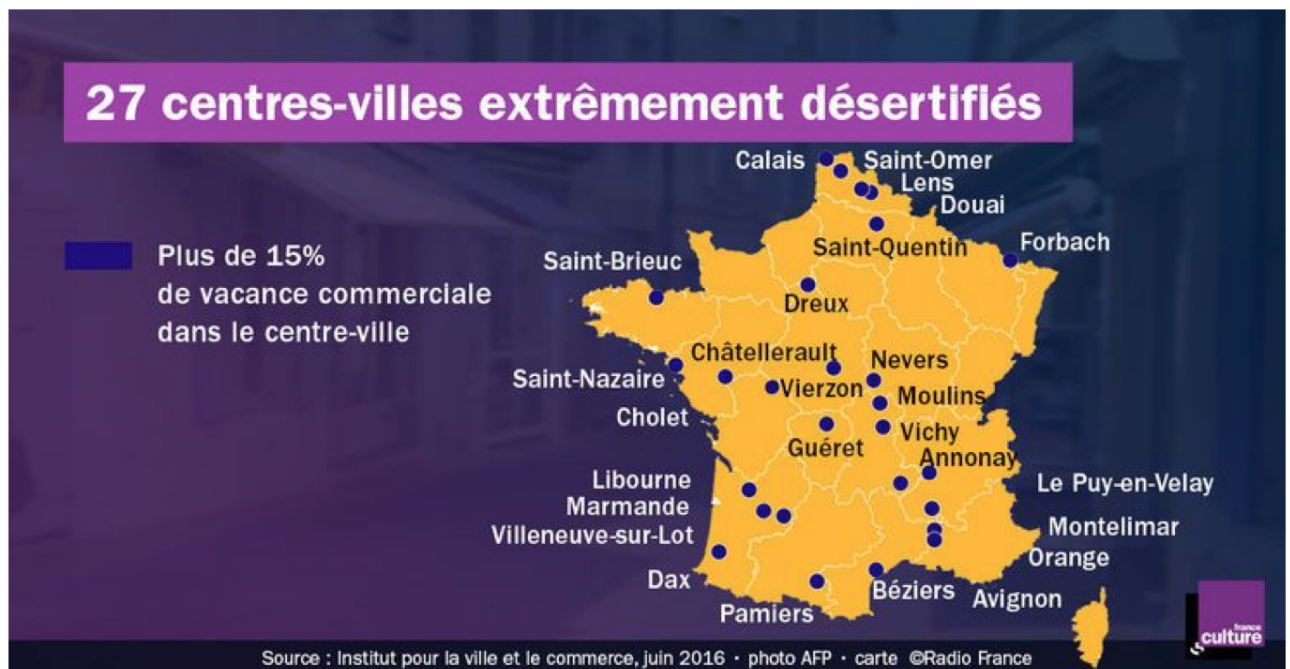 27 centres-villes extrêmement désertifiés
Plus de 15%
de vacance commerciale
dans le centre-ville
Calais
Saint-Omer
Lens
Douai
Saint-Quentin
Forbach
Saint-Brieuc
Dreux
Châtellerault
Nevers
Saint-Nazaire
Vierzon
Moulins
Cholet
Vichy
Guéret
Annonay
Libourne
Le Puy-en-Velay
Marmande
Montelimar
Villeneuve-sur-Lot
Orange
Dax
Béziers
Avignon
Pamiers
france
culture
Source : Institut pour la ville et le commerce, juin 2016 · photo AFP · carte ©Radio France